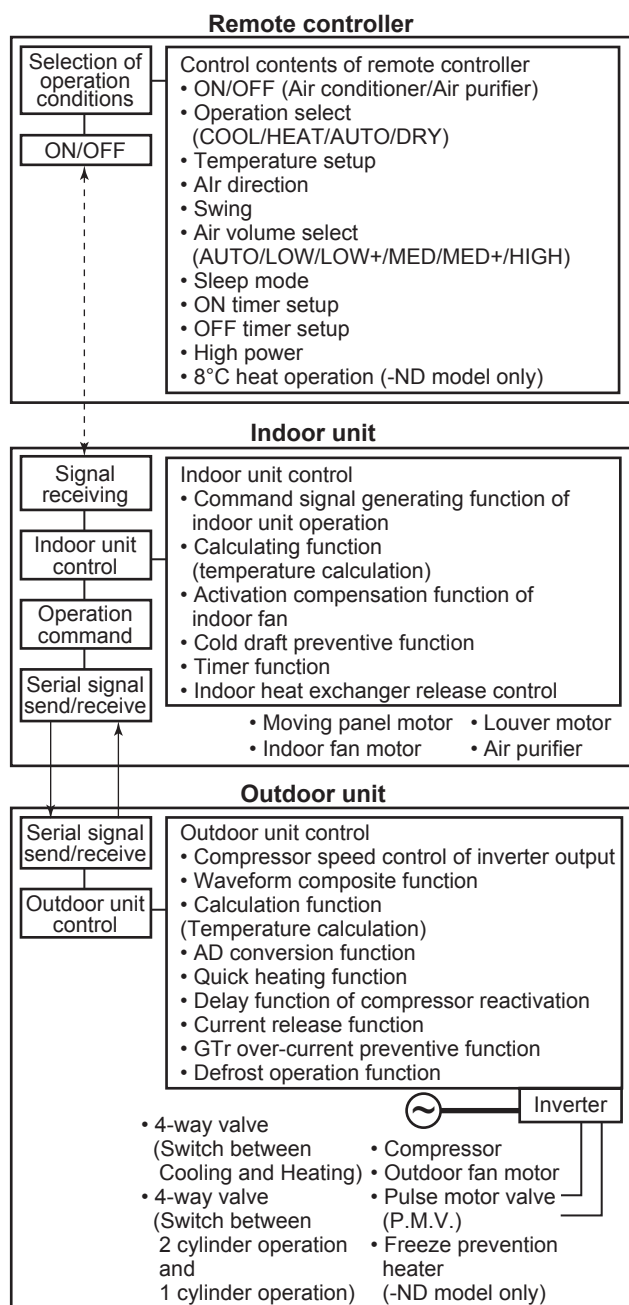 Remote controller
Selection of
operation
conditions
ON/OFF
Control contents of remote controller
• ON/OFF (Air conditioner/Air purifier)
• Operation select
(COOL/HEAT/AUTO/DRY)
• Temperature setup
• AIr direction
• Swing
• Air volume select
(AUTO/LOW/LOW+/MED/MED+/HIGH)
• Sleep mode
• ON timer setup
• OFF timer setup
• High power
• 8°C heat operation (-ND model only)
Indoor unit
Signal
receiving
Indoor unit
control
Operation
command
Serial signal
send/receive
Indoor unit control
• Command signal generating function of
indoor unit operation
• Calculating function
(temperature calculation)
• Activation compensation function of
indoor fan
• Cold draft preventive function
• Timer function
• Indoor heat exchanger release control
• Moving panel motor
• Indoor fan motor
• Louver motor
• Air purifier
Outdoor unit
Serial signal
send/receive
Outdoor unit
control
Outdoor unit control
• Compressor speed control of inverter output
• Waveform composite function
• Calculation function
(Temperature calculation)
• AD conversion function
• Quick heating function
• Delay function of compressor reactivation
• Current release function
• GTr over-current preventive function
• Defrost operation function
~
Inverter
• 4-way valve
(Switch between
Cooling and Heating)
• 4-way valve
(Switch between
2 cylinder operation
and
1 cylinder operation)
• Compressor
• Outdoor fan motor
• Pulse motor valve
(P.M.V.)
• Freeze prevention
heater
(-ND model only)